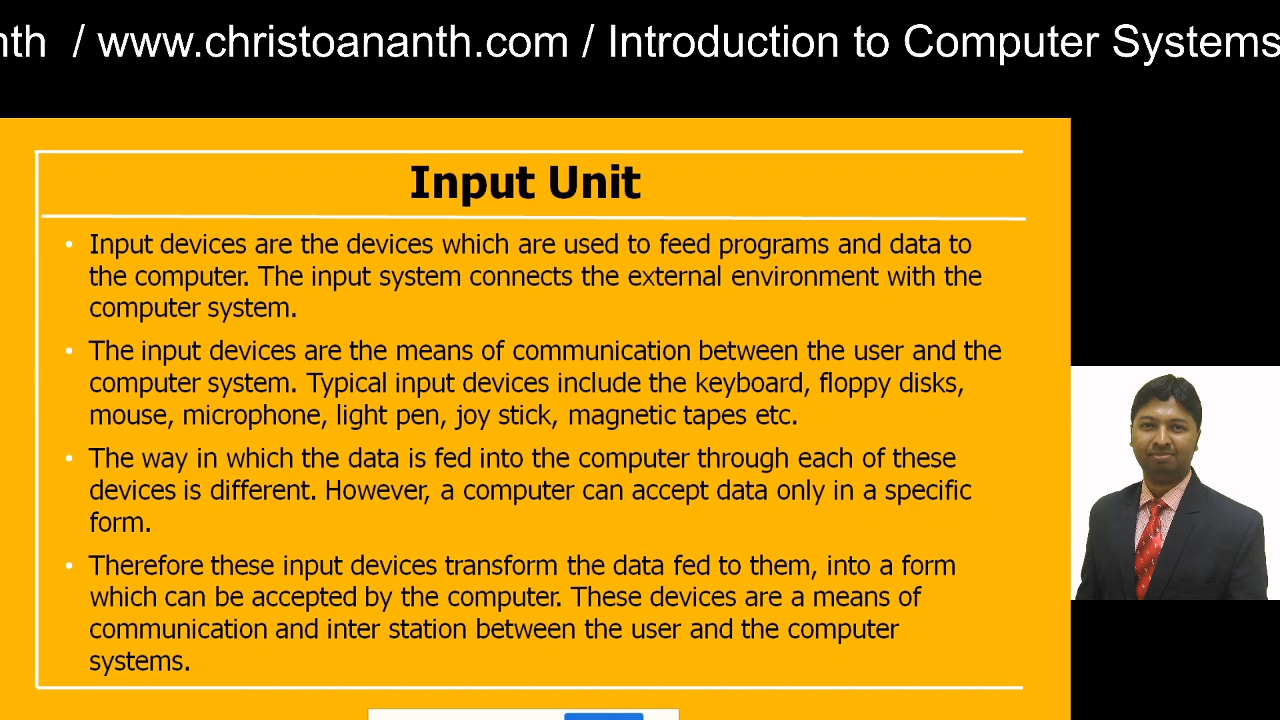 nth / www.christoananth.com / Introduction to Computer Systems
Input Unit
• Input devices are the devices which are used to feed programs and data to
the computer. The input system connects the external environment with the
computer system.
• The input devices are the means of communication between the user and the
computer system. Typical input devices include the keyboard, floppy disks,
mouse, microphone, light pen, joy stick, magnetic tapes etc.
• The way in which the data is fed into the computer through each of these
devices is different. However, a computer can accept data only in a specific
form.
• Therefore these input devices transform the data fed to them, into a form
which can be accepted by the computer. These devices are a means of
communication and inter station between the user and the computer
systems.